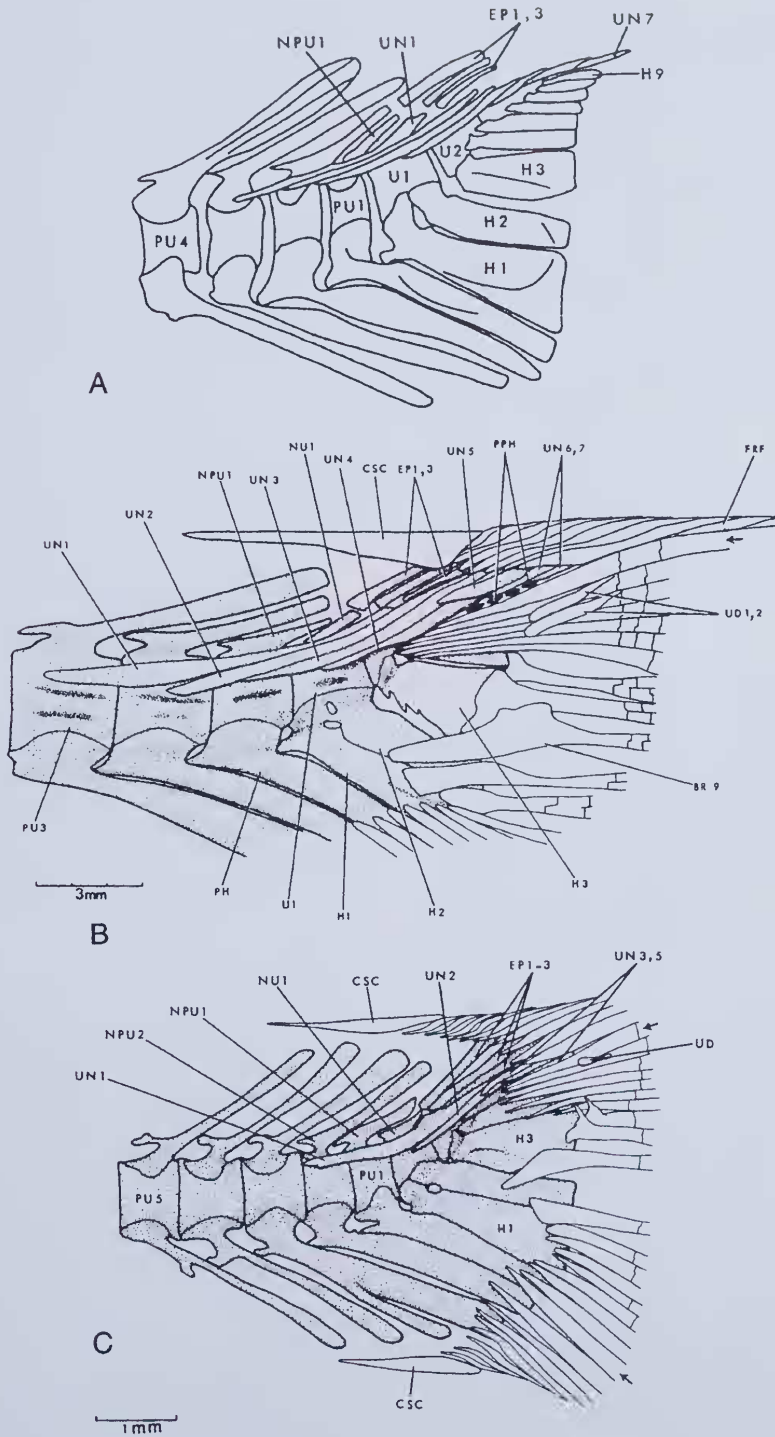 EP1,3
UN7
NPU1
UN1
H9
U2
H3
U1
PU1
H2
PU4
H1
A
NU1
UN4
CSC
EP1,3
UN5
PPH
UN6,7
FRF
NPU1
UN3
UN2
UN1
UD1,2
BR 9
PU3
PH
U1
H1
H2
H3
3mm
B
NU1
CSC
UN2
EP1-3
UN3,5
NPU1
NPU2
UD
UN1
H3
PU1
PU5
H1
C
CSC
1mm